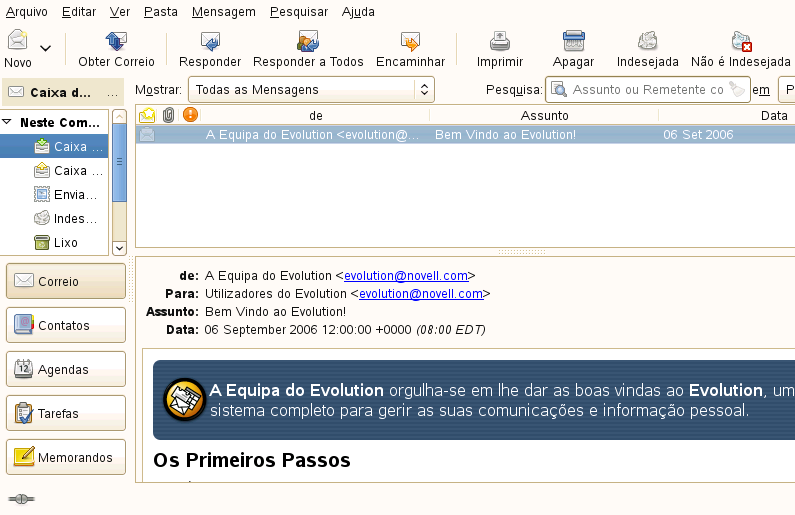 Arquivo Editar Ver Pasta Mensagem Pesquisar Ajuda
Novo Obter Correio Responder Responder a Todos Encaminhar Imprimir Apagar Indesejada Não é Indesejada
Caixa d... ...
Mostrar: Todas as Mensagens Pesquisa: Assunto ou Remetente co em P
Neste Com...
Caixa ...
Caixa ...
Envia...
Indes...
Lixo
de Assunto Data
A Equipa do Evolution <evolution@... Bem Vindo ao Evolution! 06 Set 2006
Correio
Contatos
12 Agendas
Tarefas
Memorandos
de: A Equipa do Evolution <evolution@novell.com>
Para: Utilizadores do Evolution <evolution@novell.com>
Assunto: Bem Vindo ao Evolution!
Data: 06 September 2006 12:00:00 +0000 (08:00 EDT)
A Equipa do Evolution orgulha-se em lhe dar as boas vindas ao Evolution, um
sistema completo para gerir as suas comunicações e informação pessoal.
Os Primeiros Passos